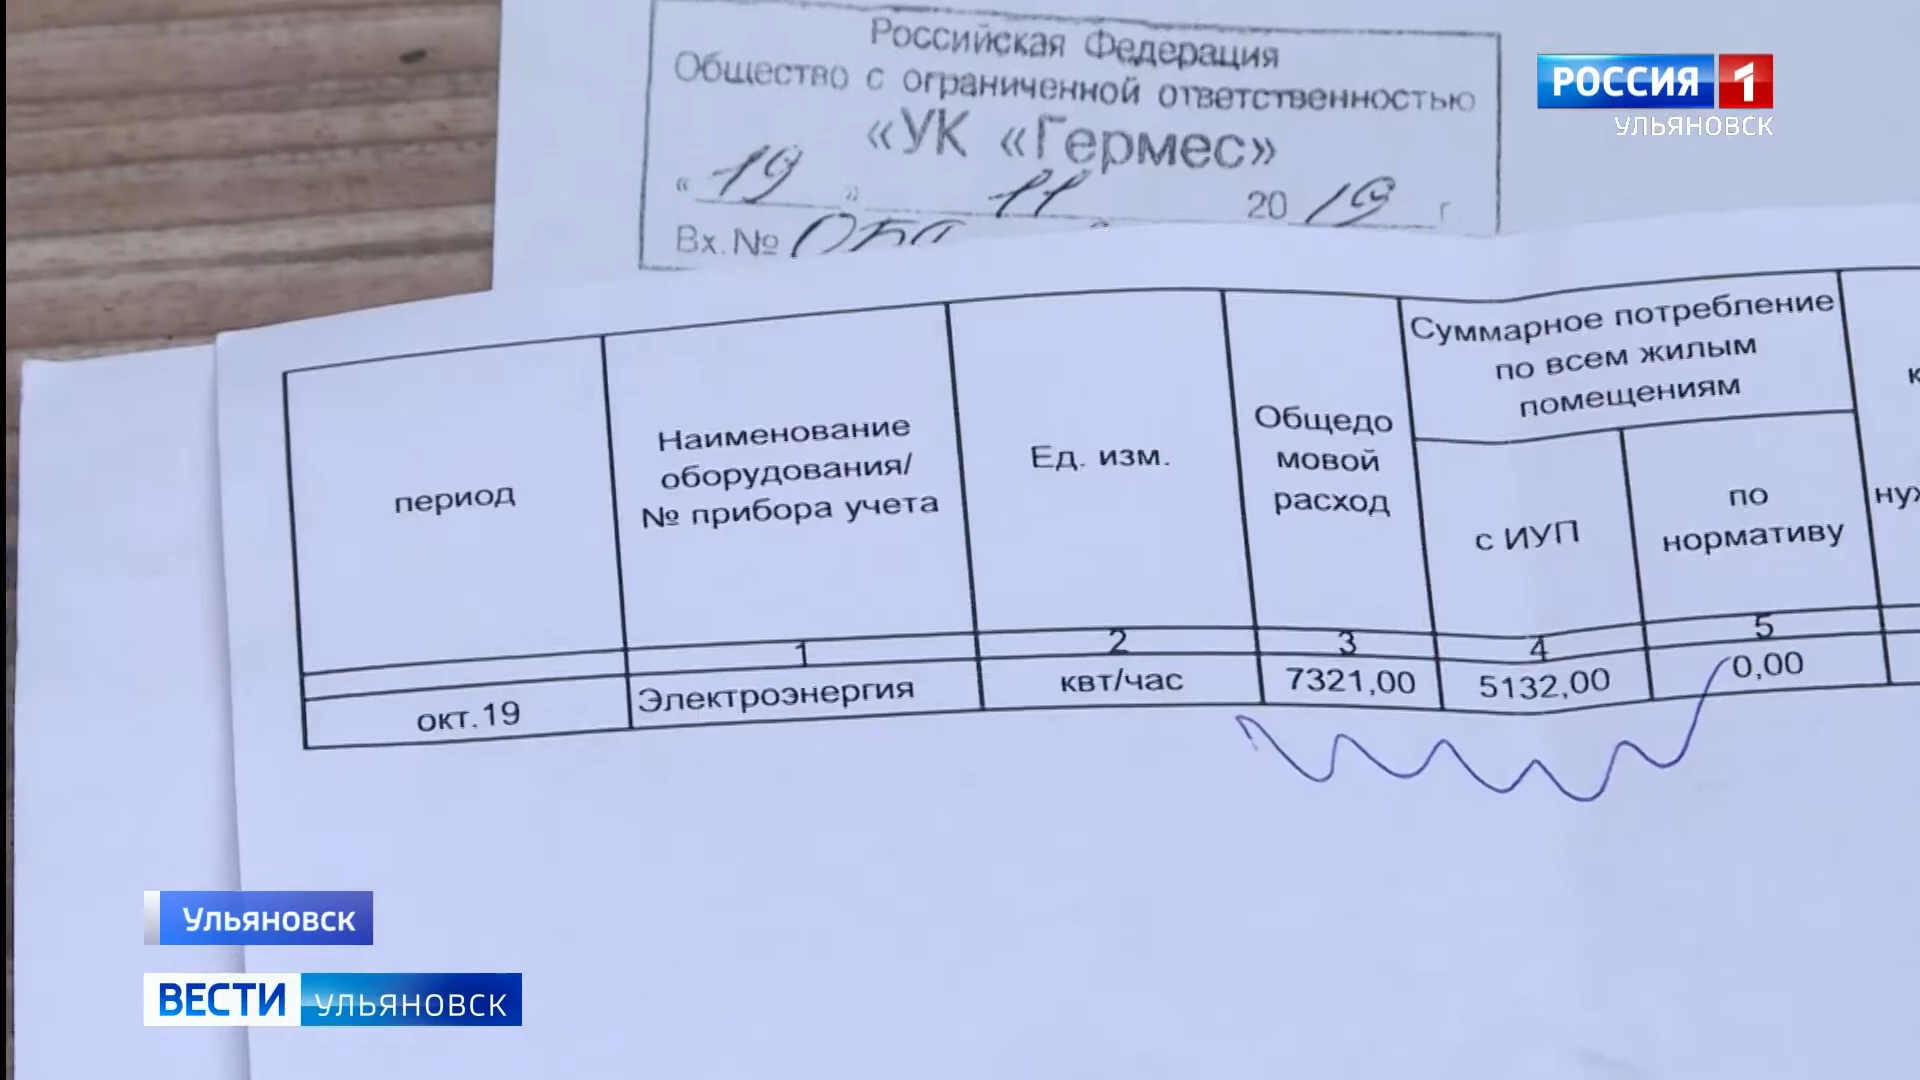 Российская Федерация
Общество с ограниченной ответственностью
«УК «Гермес»
« 19 » 11 20 19 г
Вх. №
РОССИЯ 1
УЛЬЯНОВСК
период
Наименование
оборудования/
№ прибора учета
Ед. изм.
Общедо
мовой
расход
Суммарное потребление
по всем жилым
помещениям
с ИУП
по
нормативу
1
2
3
4
5
окт.19
Электроэнергия
квт/час
7321,00
5132,00
0,00
Ульяновск
ВЕСТИ УЛЬЯНОВСК